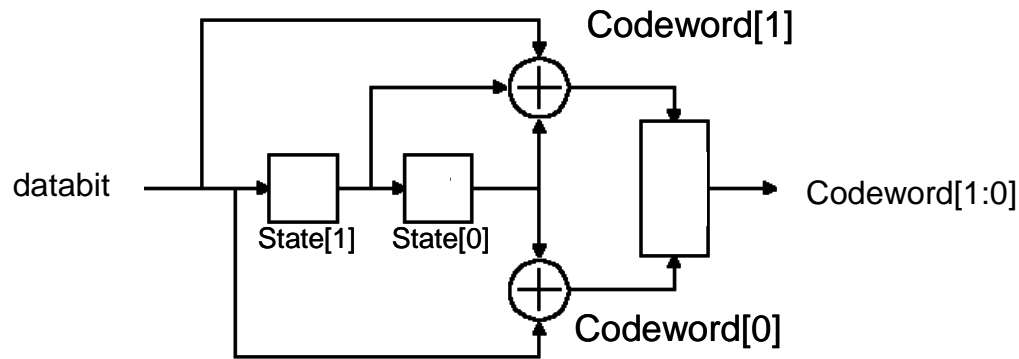 Codeword[1]
databit
State[1]
State[0]
Codeword[1:0]
Codeword[0]